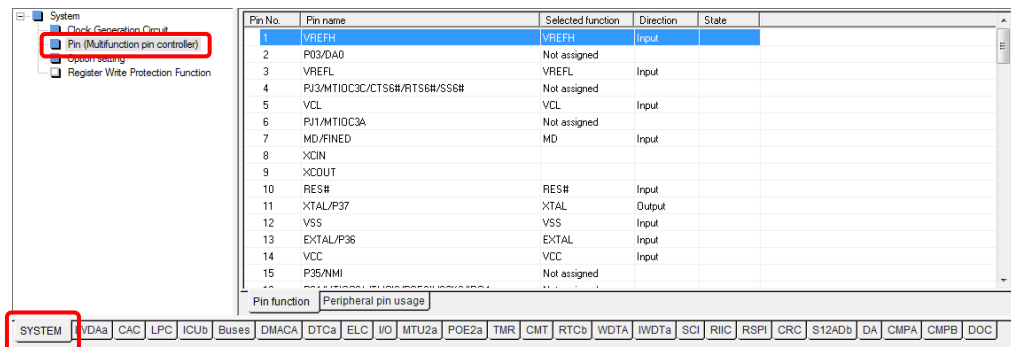 System
Clock Generation Circuit
Pin (Multifunction pin controller)
Option setting
Register Write Protection Function
Pin No. Pin name Selected function Direction State
1 VREFH VREFH Input
2 P03/DA0 Not assigned
3 VREFL VREFL Input
4 PJ3/MTIOC3C/CTS6#/RTS6#/SS6# Not assigned
5 VCL VCL Input
6 PJ1/MTIOC3A Not assigned
7 MD/FINED MD Input
8 XCIN
9 XCOUT
10 RES# RES# Input
11 XTAL/P37 XTAL Output
12 VSS VSS Input
13 EXTAL/P36 EXTAL Input
14 VCC VCC Input
15 P35/NMI Not assigned
Pin function Peripheral pin usage
SYSTEM LVDAa CAC LPC ICUb Buses DMACA DTCa ELC I/O MTU2a POE2a TMR CMT RTCb WDTA IWDTa SCI RIIC RSPI CRC S12ADb DA CMPA CMPB DOC